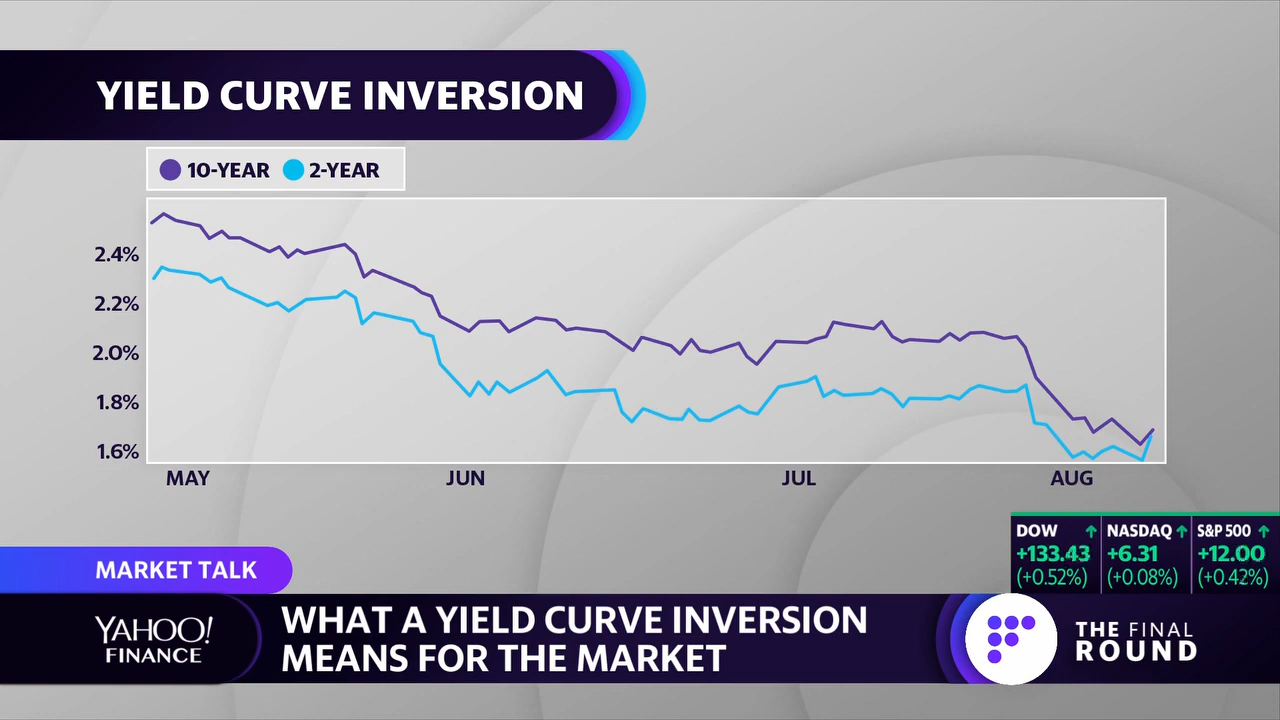 YIELD CURVE INVERSION
10-YEAR 2-YEAR
2.4%
2.2%
2.0%
1.8%
1.6%
MAY JUN JUL AUG
DOW NASDAQ S&P 500
+133.43 +6.31 +12.00
(+0.52%) (+0.08%) (+0.42%)
MARKET TALK
YAHOO!
FINANCE
WHAT A YIELD CURVE INVERSION
MEANS FOR THE MARKET
THE FINAL
ROUND